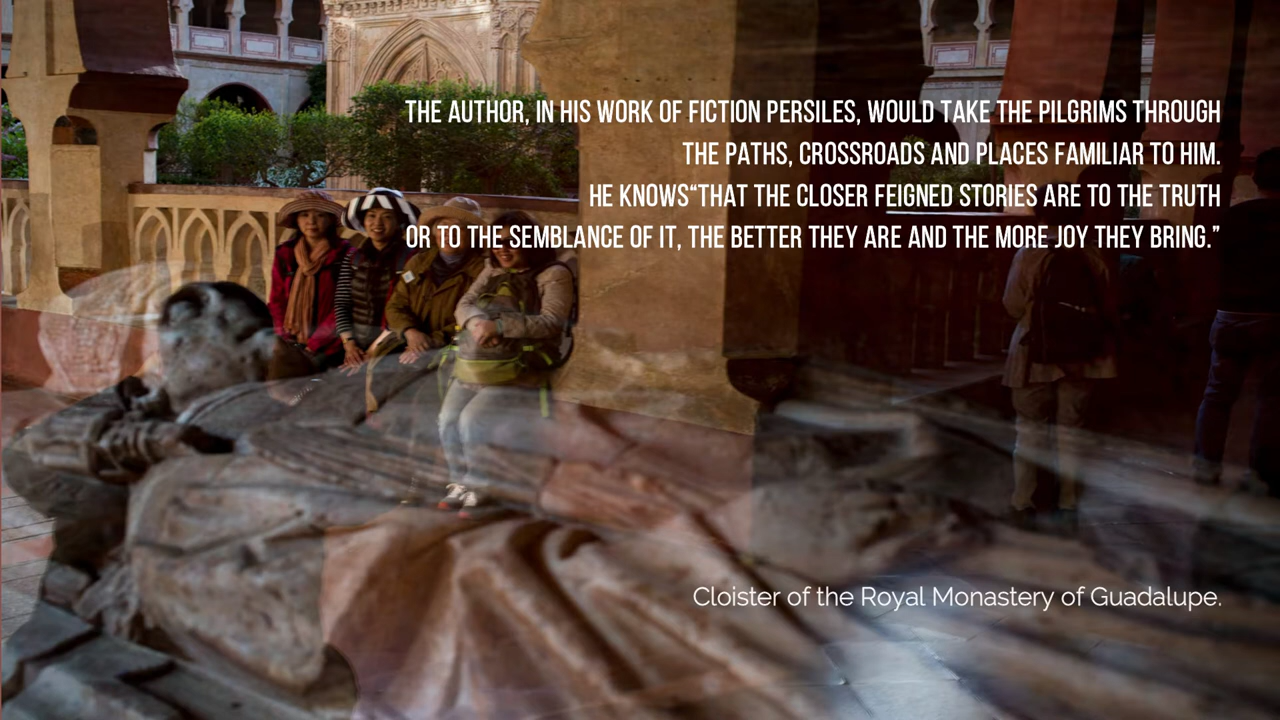 THE AUTHOR, IN HIS WORK OF FICTION PERSILES, WOULD TAKE THE PILGRIMS THROUGH
THE PATHS, CROSSROADS AND PLACES FAMILIAR TO HIM.
HE KNOWS“THAT THE CLOSER FEIGNED STORIES ARE TO THE TRUTH
OR TO THE SEMBLANCE OF IT, THE BETTER THEY ARE AND THE MORE JOY THEY BRING.”
Cloister of the Royal Monastery of Guadalupe.